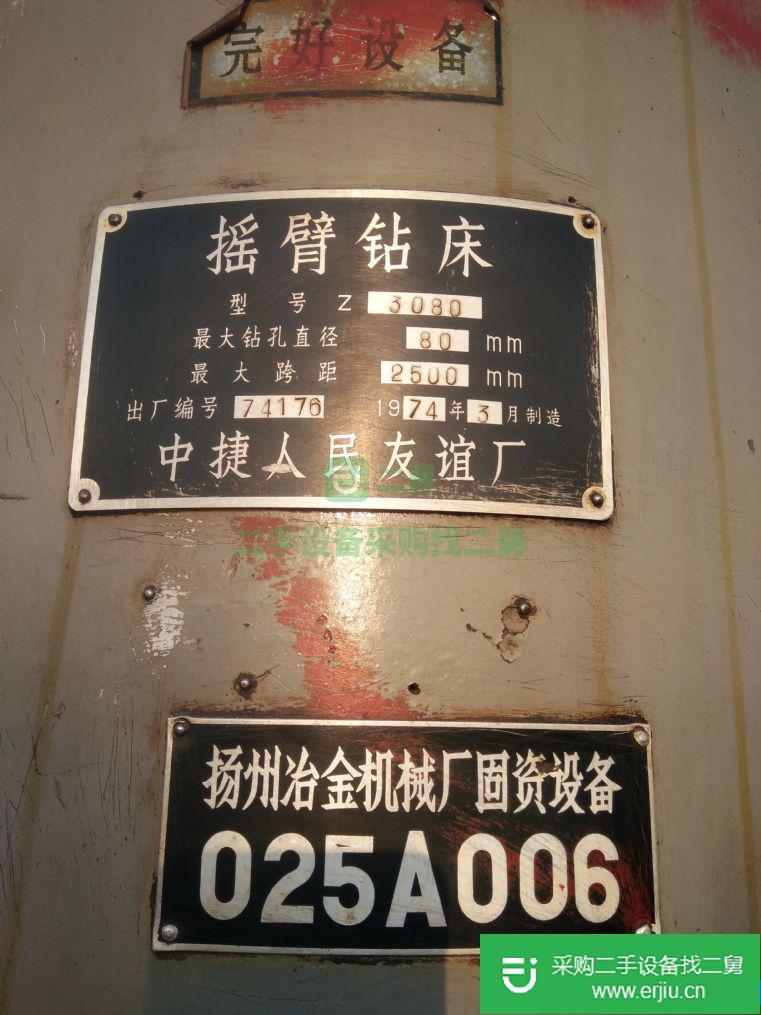 完好设备
摇臂钻床
型号 Z 3080
最大钻孔直径 80 mm
最大跨距 2500 mm
出厂编号 74176 1974年3月制造
中捷人民友谊厂
二手设备采购找二舅
扬州冶金机械厂固资设备
025A006
采购二手设备找二舅
www.erjiu.cn